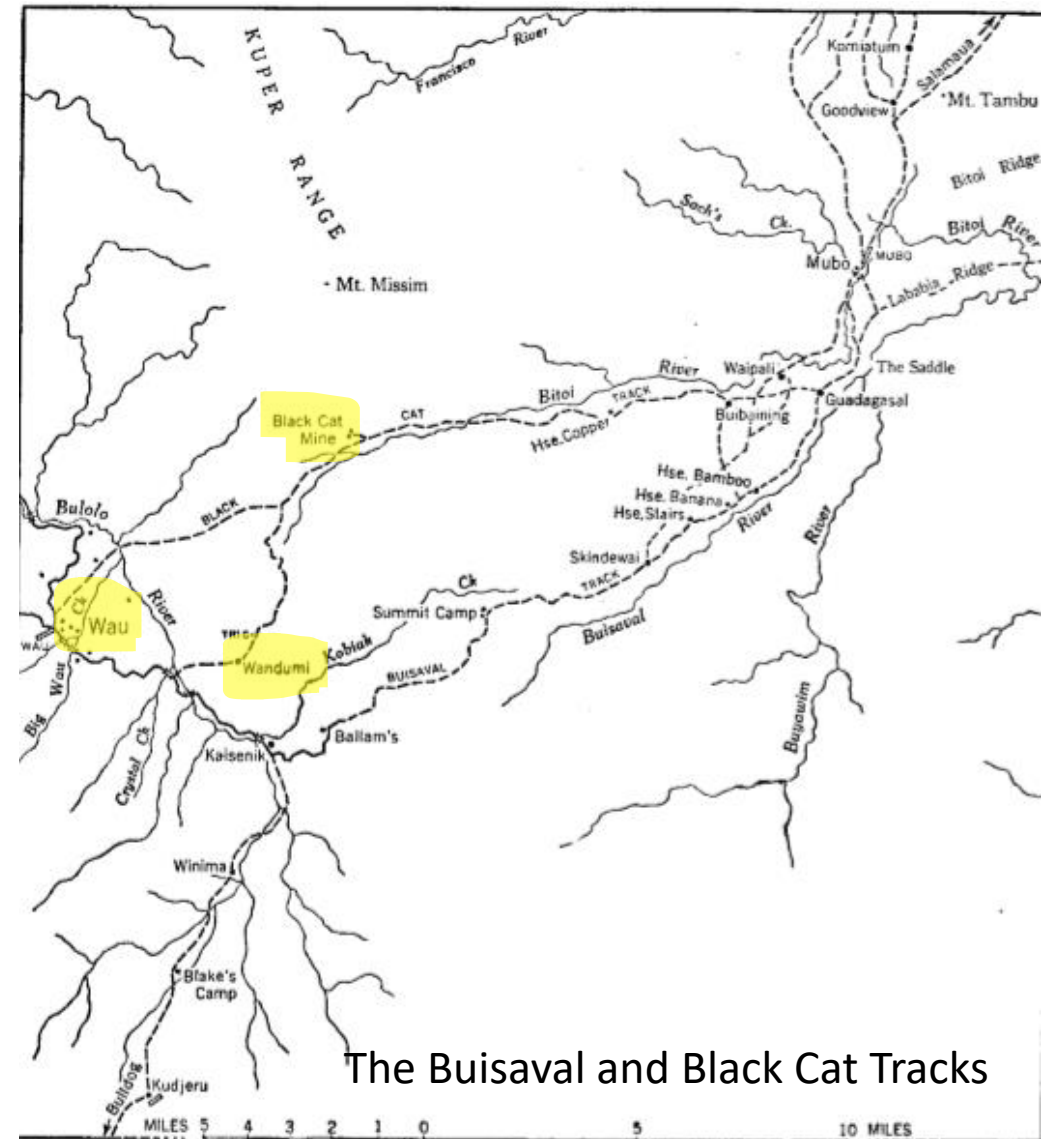 KUPER RANGE
Francisco River
Komiatum
Salamaua
Goodview
Mt. Tambu
Bitoi Ridge
Sach's Ck.
Bitoi River
Mubo
MUBO
Lababia Ridge
Mt. Missim
The Saddle
Waipali
Bitoi River
Guadagasal
Buibaining
BLACK CAT TRACK
Black Cat
Mine
Hse. Copper
Hse. Bamboo
Hse. Banana
Hse. Stairs
River
Bulolo River
Skindewai
Wau
WAU
Big Wau Ck
Summit Camp
Ck
Kobiak
BUISAVAL TRACK
Buisaval
Wandumi
Buyawim
River
Ballam's
Kaisenik
Crystal Ck
Winima
Blake's
Camp
Kudjeru
Bulldog
The Buisaval and Black Cat Tracks
MILES 5 4 3 2 1 0 5 10 MILES